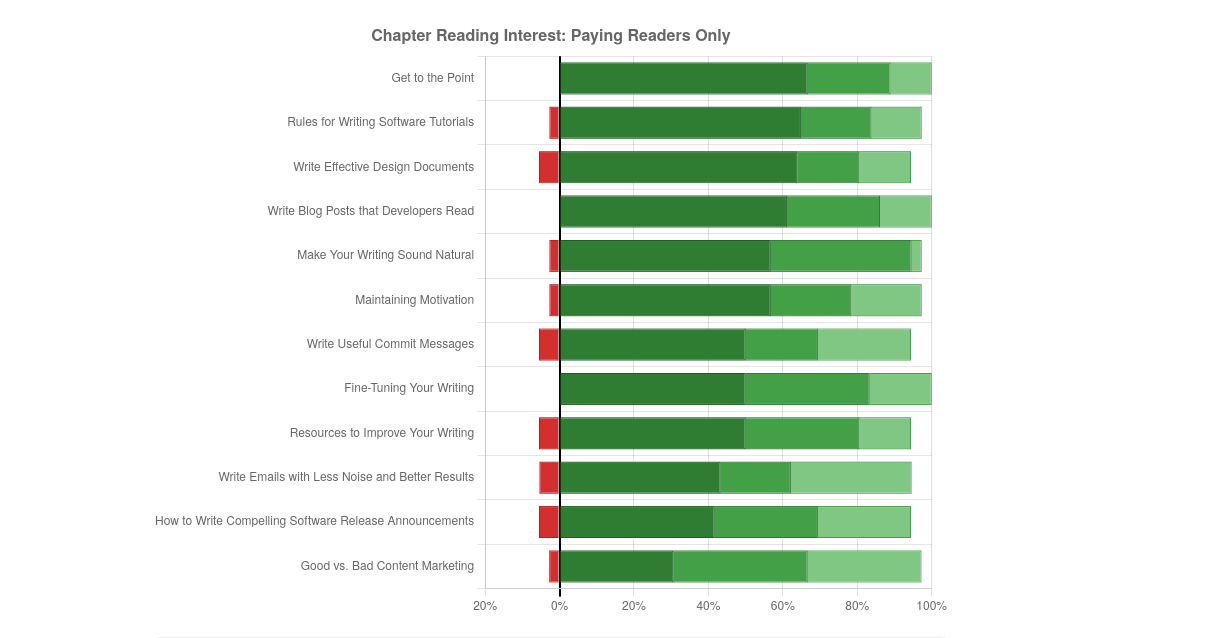 Chapter Reading Interest: Paying Readers Only
Get to the Point
Rules for Writing Software Tutorials
Write Effective Design Documents
Write Blog Posts that Developers Read
Make Your Writing Sound Natural
Maintaining Motivation
Write Useful Commit Messages
Fine-Tuning Your Writing
Resources to Improve Your Writing
Write Emails with Less Noise and Better Results
How to Write Compelling Software Release Announcements
Good vs. Bad Content Marketing
20% 0% 20% 40% 60% 80% 100%